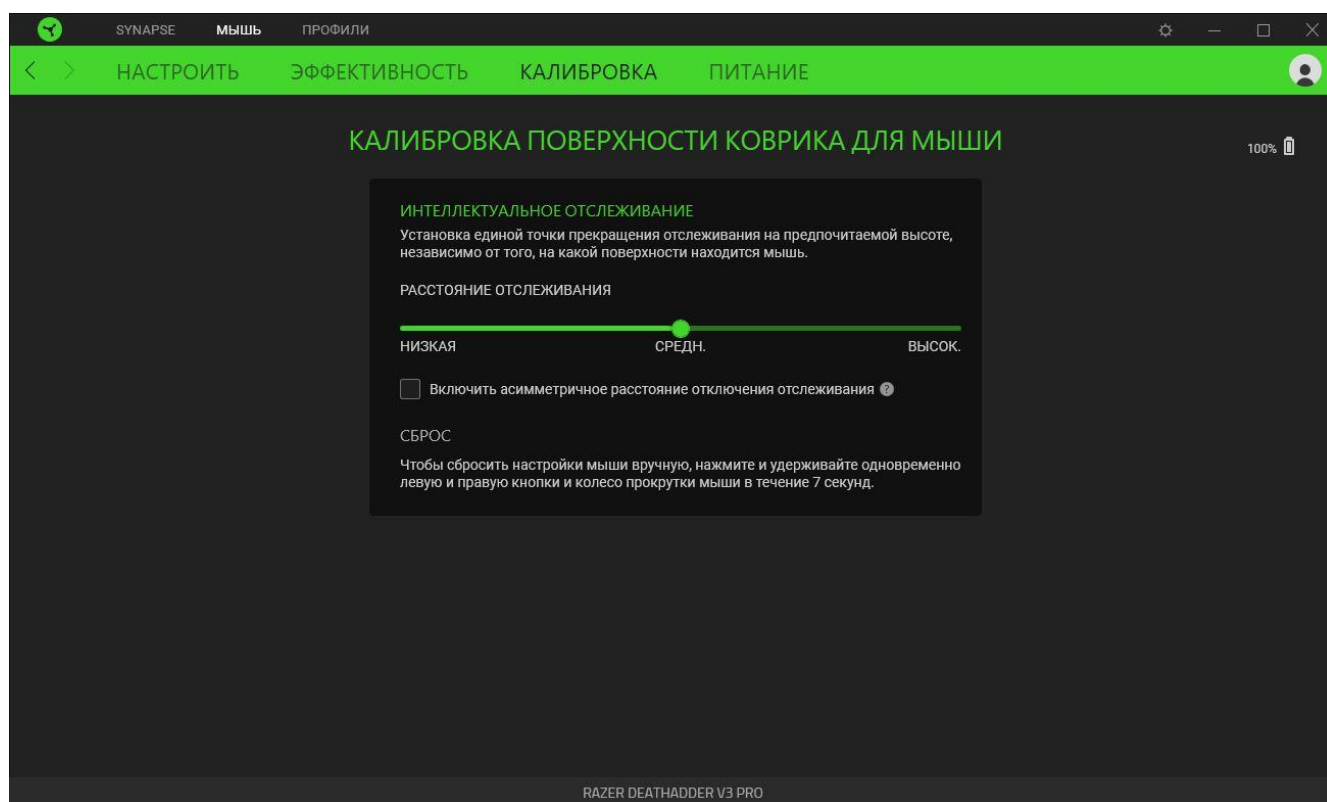 SYNAPSE МЫШЬ ПРОФИЛИ
НАСТРОИТЬ ЭФФЕКТИВНОСТЬ КАЛИБРОВКА ПИТАНИЕ
КАЛИБРОВКА ПОВЕРХНОСТИ КОВРИКА ДЛЯ МЫШИ
100%
ИНТЕЛЛЕКТУАЛЬНОЕ ОТСЛЕЖИВАНИЕ
Установка единой точки прекращения отслеживания на предпочитаемой высоте,
независимо от того, на какой поверхности находится мышь.
РАССТОЯНИЕ ОТСЛЕЖИВАНИЯ
НИЗКАЯ СРЕДН. ВЫСОК.
Включить асимметричное расстояние отключения отслеживания ?
СБРОС
Чтобы сбросить настройки мыши вручную, нажмите и удерживайте одновременно
левую и правую кнопки и колесо прокрутки мыши в течение 7 секунд.
RAZER DEATHADDER V3 PRO